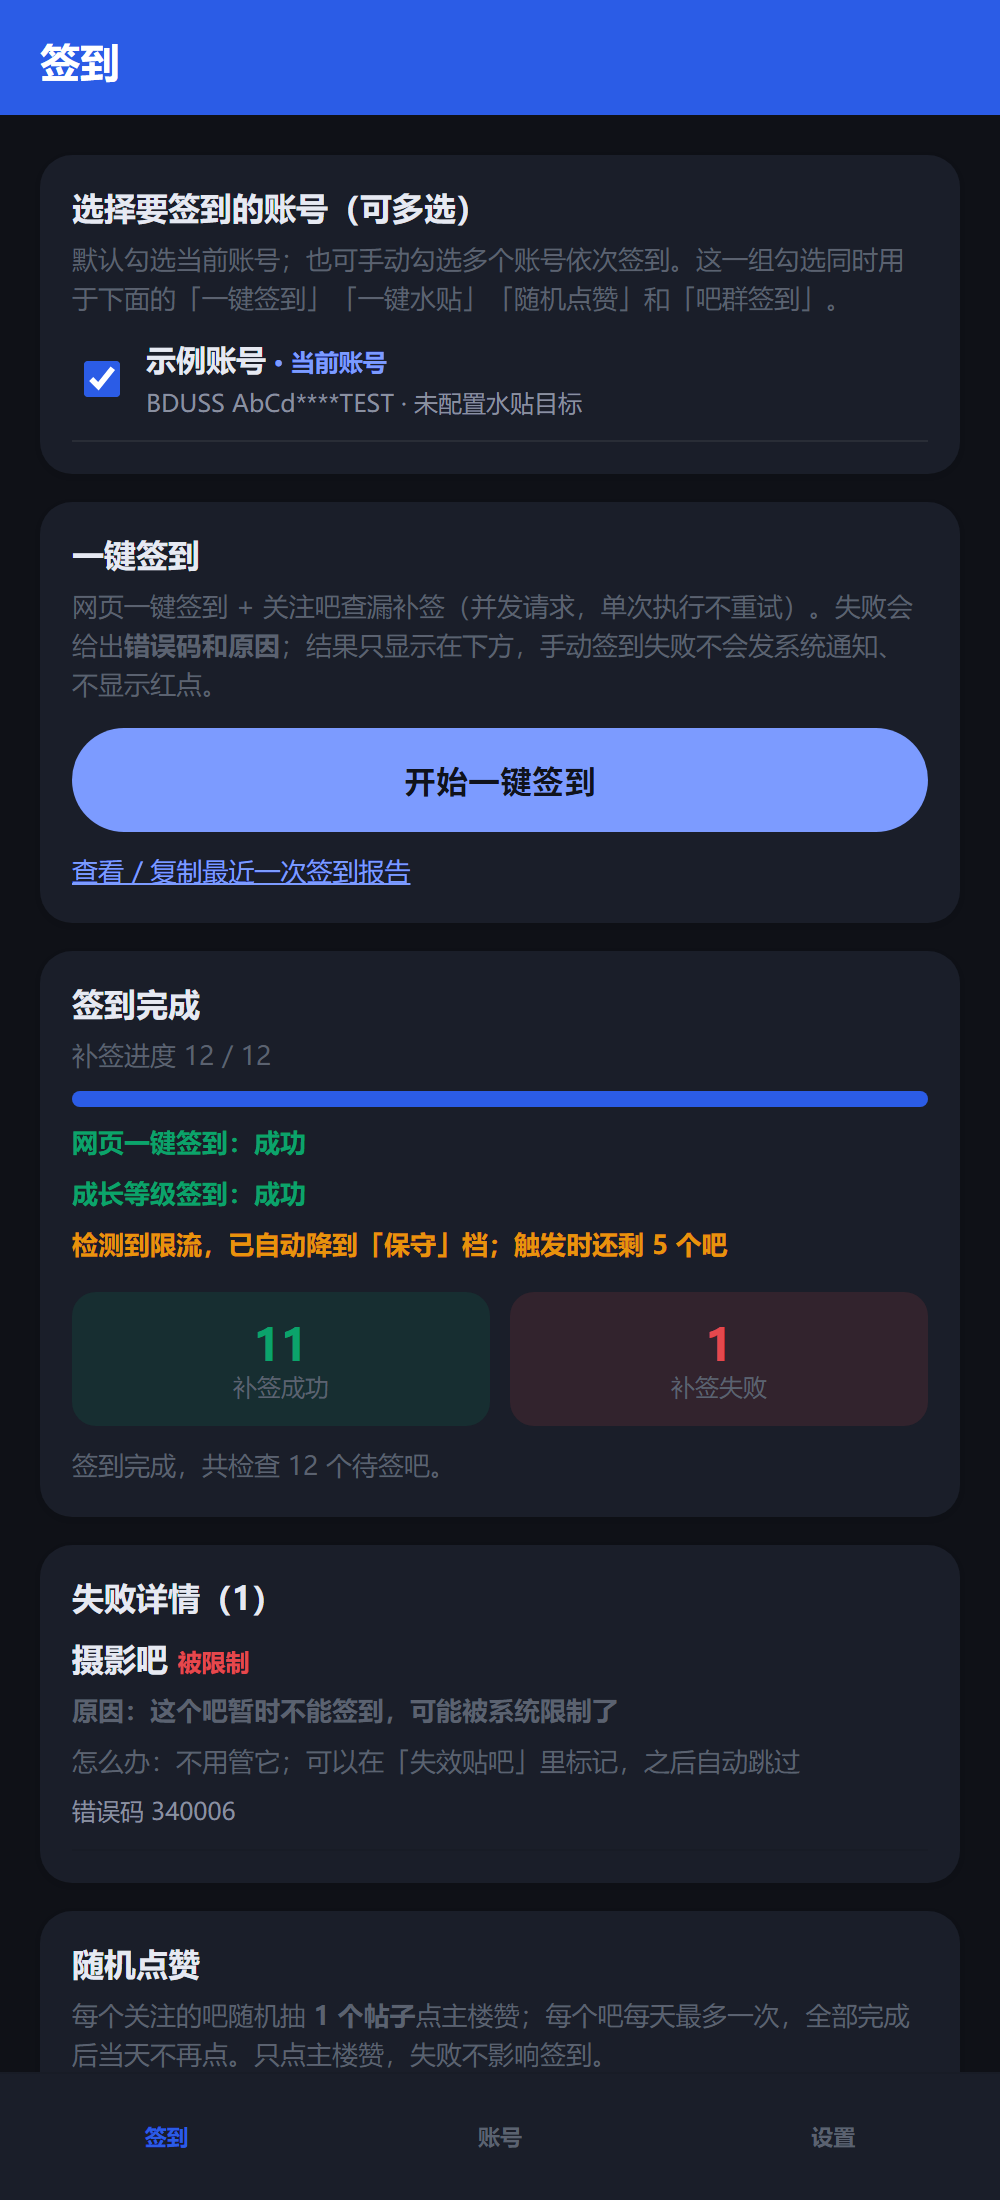 签到
选择要签到的账号（可多选）
默认勾选当前账号；也可手动勾选多个账号依次签到。这一组勾选同时用
于下面的「一键签到」「一键水贴」「随机点赞」和「吧群签到」。
示例账号 · 当前账号
BDUSS AbCd****TEST · 未配置水贴目标
一键签到
网页一键签到 + 关注吧查漏补签（并发请求，单次执行不重试）。失败会
给出错误码和原因；结果只显示在下方，手动签到失败不会发系统通知、
不显示红点。
开始一键签到
查看 / 复制最近一次签到报告
签到完成
补签进度 12 / 12
网页一键签到：成功
成长等级签到：成功
检测到限流，已自动降到「保守」档；触发时还剩 5 个吧
11
补签成功
1
补签失败
签到完成，共检查 12 个待签吧。
失败详情（1）
摄影吧 被限制
原因：这个吧暂时不能签到，可能被系统限制了
怎么办：不用管它；可以在「失效贴吧」里标记，之后自动跳过
错误码 340006
随机点赞
每个关注的吧随机抽 1 个帖子点主楼赞；每个吧每天最多一次，全部完成
后当天不再点。只点主楼赞，失败不影响签到。
签到
账号
设置